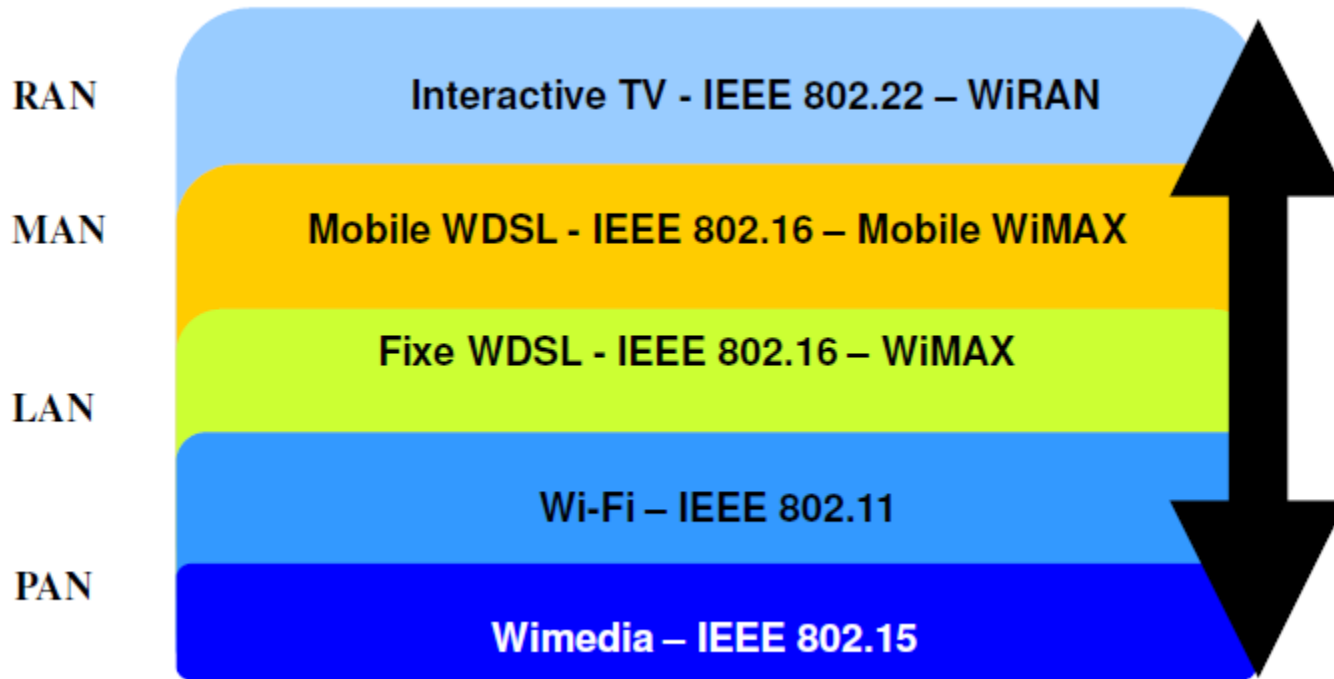 RAN
Interactive TV - IEEE 802.22 – WiRAN
MAN
Mobile WDSL - IEEE 802.16 – Mobile WiMAX
Fixe WDSL - IEEE 802.16 – WiMAX
LAN
Wi-Fi – IEEE 802.11
PAN
Wimedia – IEEE 802.15